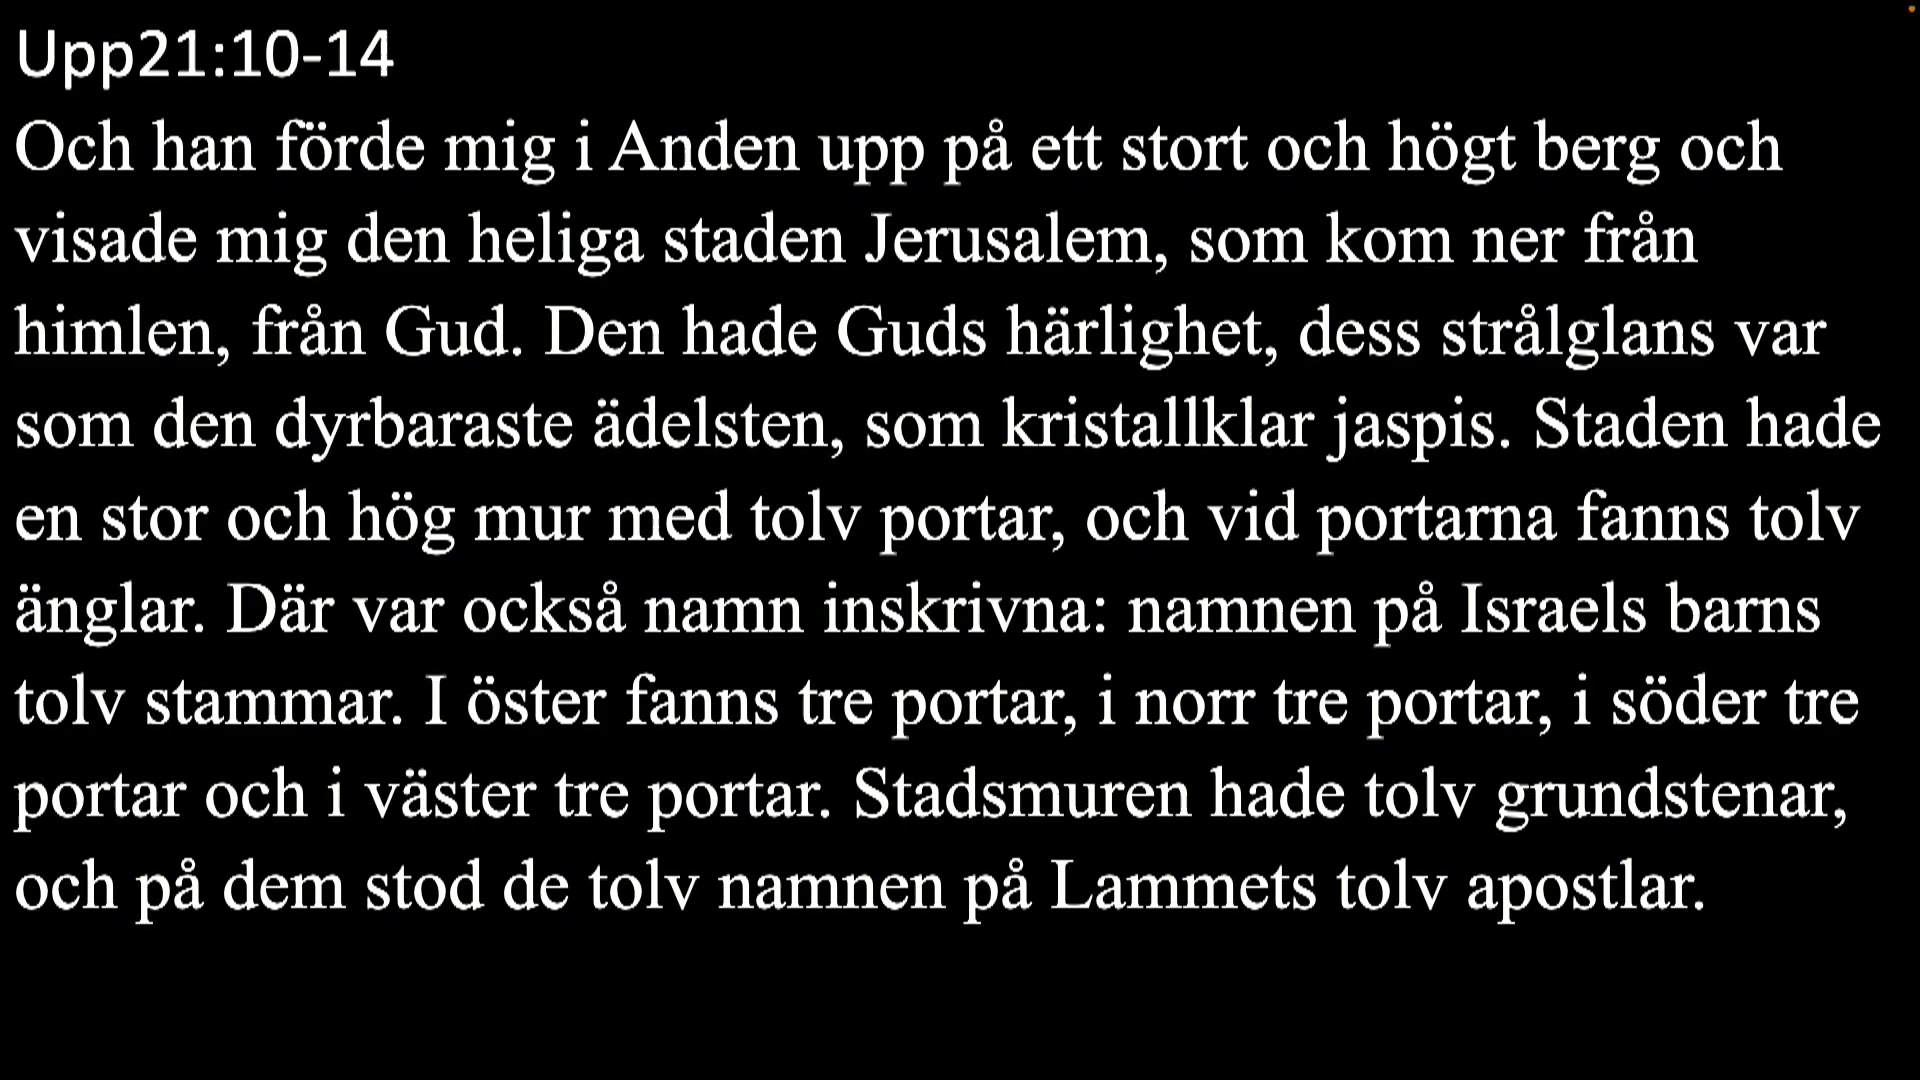 Upp21:10-14
Och han förde mig i Anden upp på ett stort och högt berg och
visade mig den heliga staden Jerusalem, som kom ner från
himlen, från Gud. Den hade Guds härlighet, dess strålglans var
som den dyrbaraste ädelsten, som kristallklar jaspis. Staden hade
en stor och hög mur med tolv portar, och vid portarna fanns tolv
änglar. Där var också namn inskrivna: namnen på Israels barns
tolv stammar. I öster fanns tre portar, i norr tre portar, i söder tre
portar och i väster tre portar. Stadsmuren hade tolv grundstenar,
och på dem stod de tolv namnen på Lammets tolv apostlar.